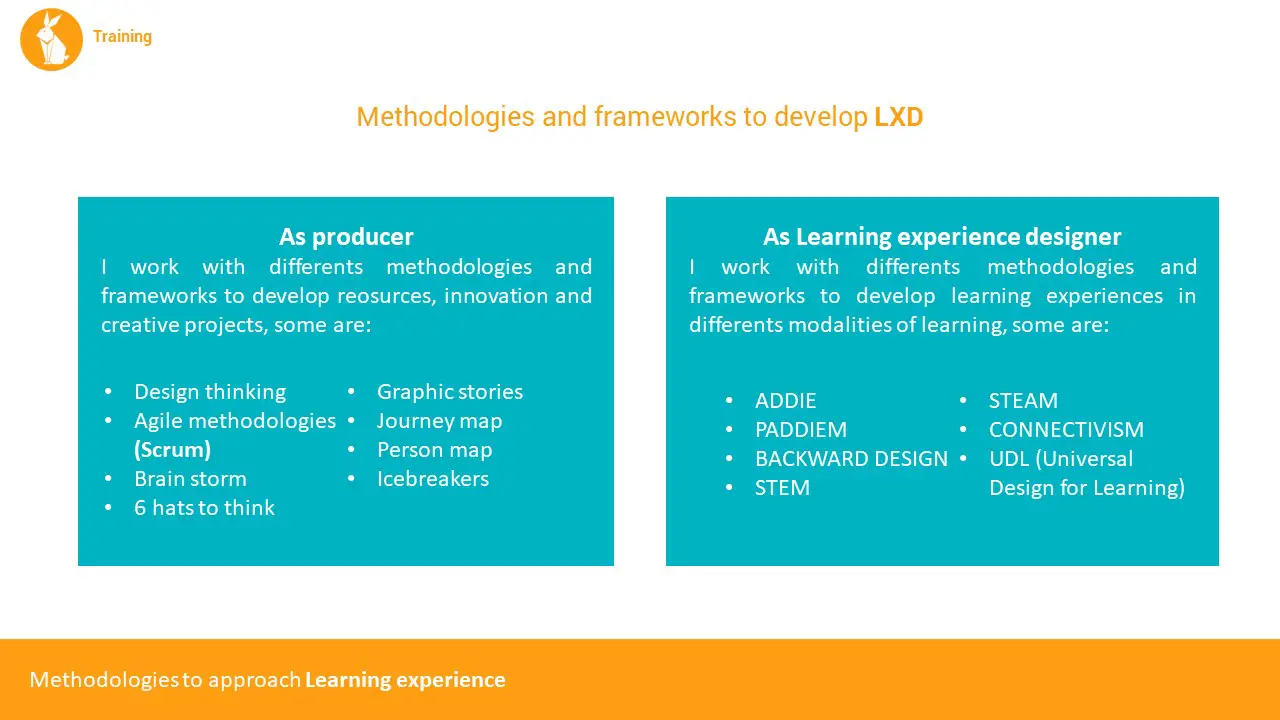 Training
Methodologies and frameworks to develop LXD
As producer
I work with differents methodologies and
frameworks to develop reosurces, innovation and
creative projects, some are:
• Design thinking
• Agile methodologies
(Scrum)
• Brain storm
• 6 hats to think
• Graphic stories
• Journey map
• Person map
• Icebreakers
As Learning experience designer
I work with differents methodologies and
frameworks to develop learning experiences in
differents modalities of learning, some are:
• ADDIE
• PADDIEM
• BACKWARD DESIGN
• STEM
• STEAM
• CONNECTIVISM
• UDL (Universal
Design for Learning)
Methodologies to approach Learning experience